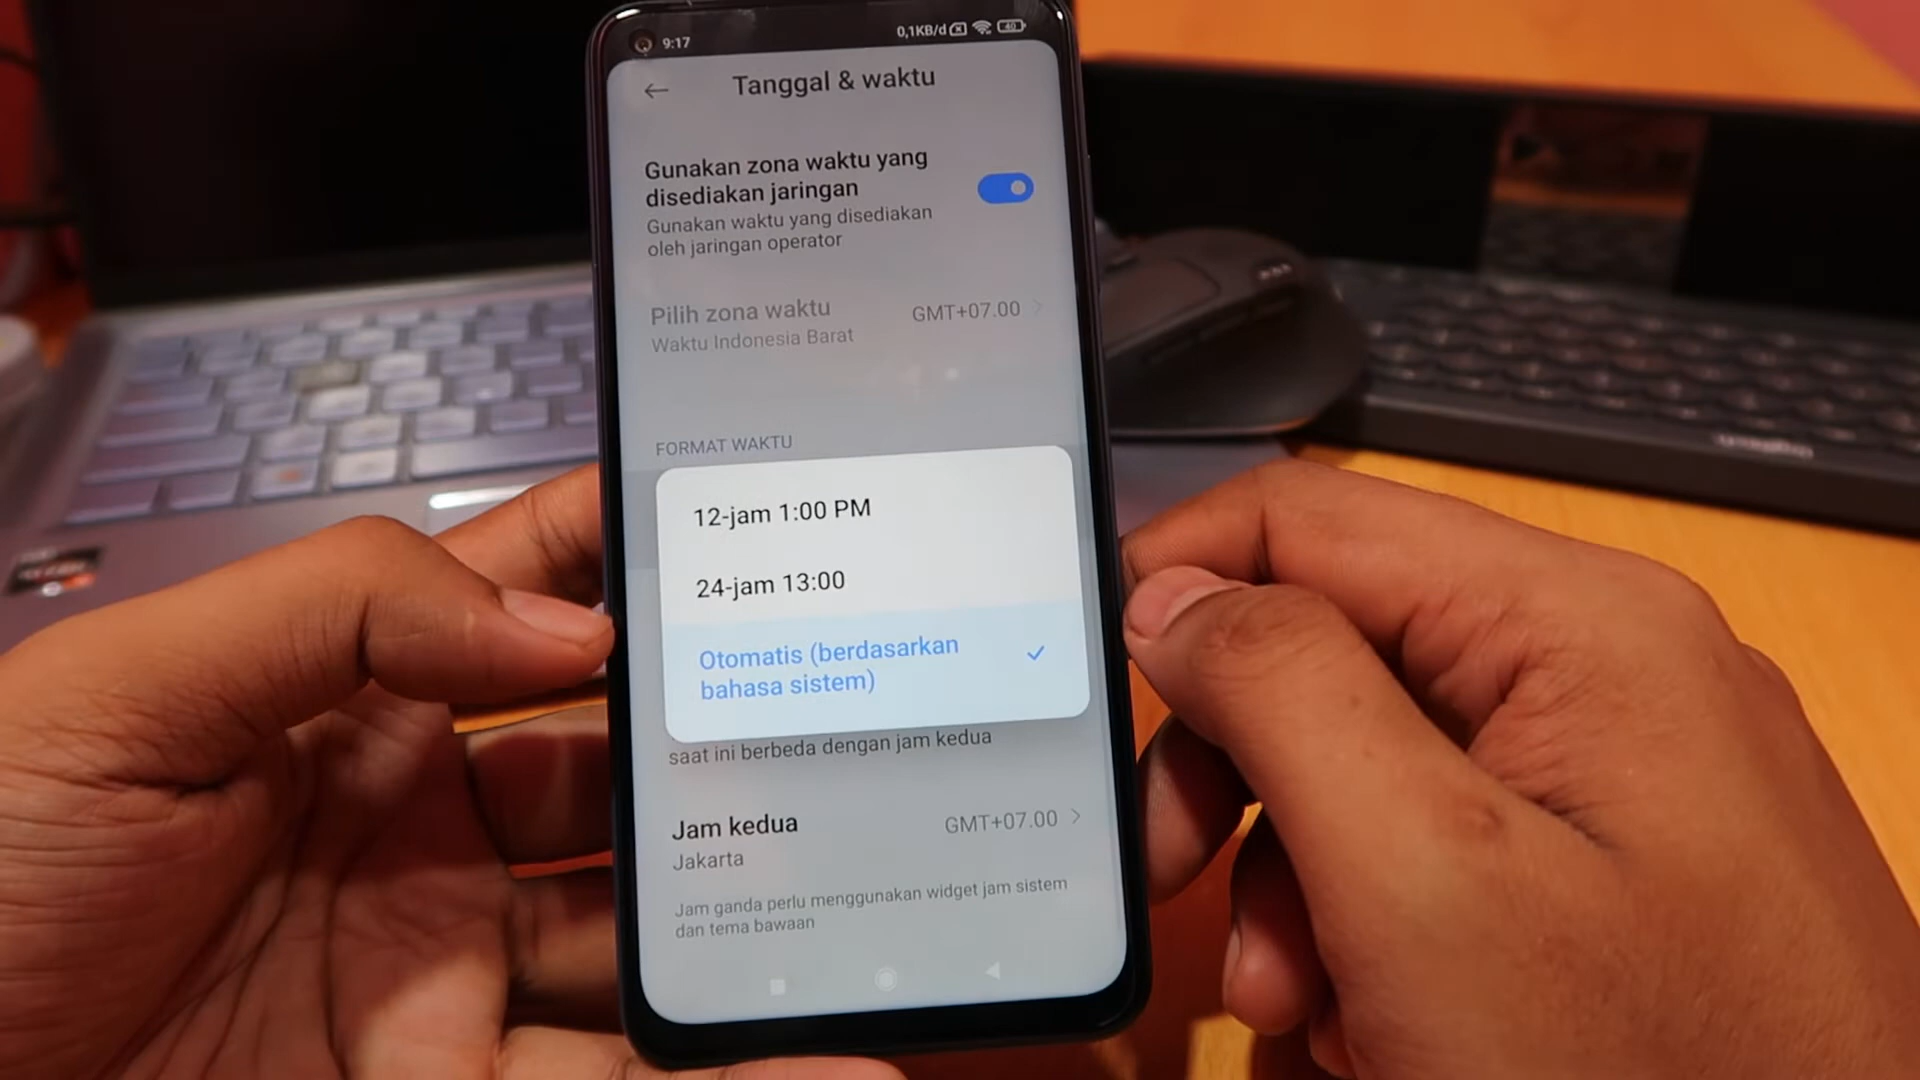 9:17
0,1KB/d
40
Tanggal & waktu
Gunakan zona waktu yang
disediakan jaringan
Gunakan waktu yang disediakan
oleh jaringan operator
Pilih zona waktu
GMT+07.00
Waktu Indonesia Barat
FORMAT WAKTU
12-jam 1:00 PM
24-jam 13:00
Otomatis (berdasarkan
bahasa sistem)
saat ini berbeda dengan jam kedua
Jam kedua
GMT+07.00
Jakarta
Jam ganda perlu menggunakan widget jam sistem
dan tema bawaan